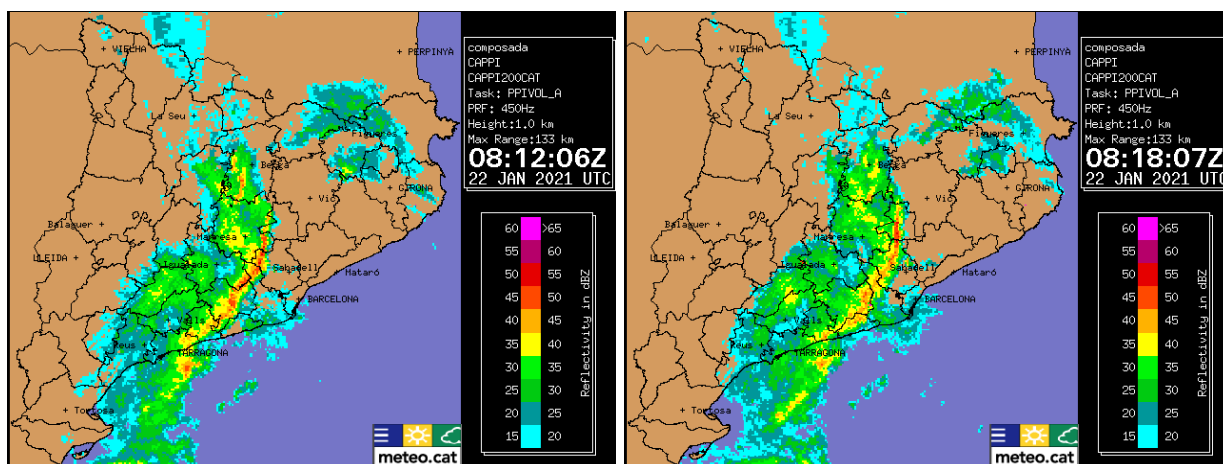 VIELHA
PERPINYÀ
La Seu
Figueres
Berga
GIRONA
Vic
Balaguer
Manresa
LLEIDA
Igualada
Sabadell
Mataró
BARCELONA
Valls
Reus
TARRAGONA
Tortosa
meteo.cat
composada
CAPPI
CAPPI200CAT
Task: PPIVOL_A
PRF: 450Hz
Height:1.0 km
Max Range:133 km
08:12:06Z
22 JAN 2021 UTC
60 >65
55 60
50 55
45 50
40 45
35 40
30 35
25 30
20 25
15 20
Reflectivity in dBZ
VIELHA
PERPINYÀ
La Seu
Figueres
Berga
GIRONA
Vic
Balaguer
Manresa
LLEIDA
Igualada
Sabadell
Mataró
BARCELONA
Valls
Reus
TARRAGONA
Tortosa
meteo.cat
composada
CAPPI
CAPPI200CAT
Task: PPIVOL_A
PRF: 450Hz
Height:1.0 km
Max Range:133 km
08:18:07Z
22 JAN 2021 UTC
60 >65
55 60
50 55
45 50
40 45
35 40
30 35
25 30
20 25
15 20
Reflectivity in dBZ